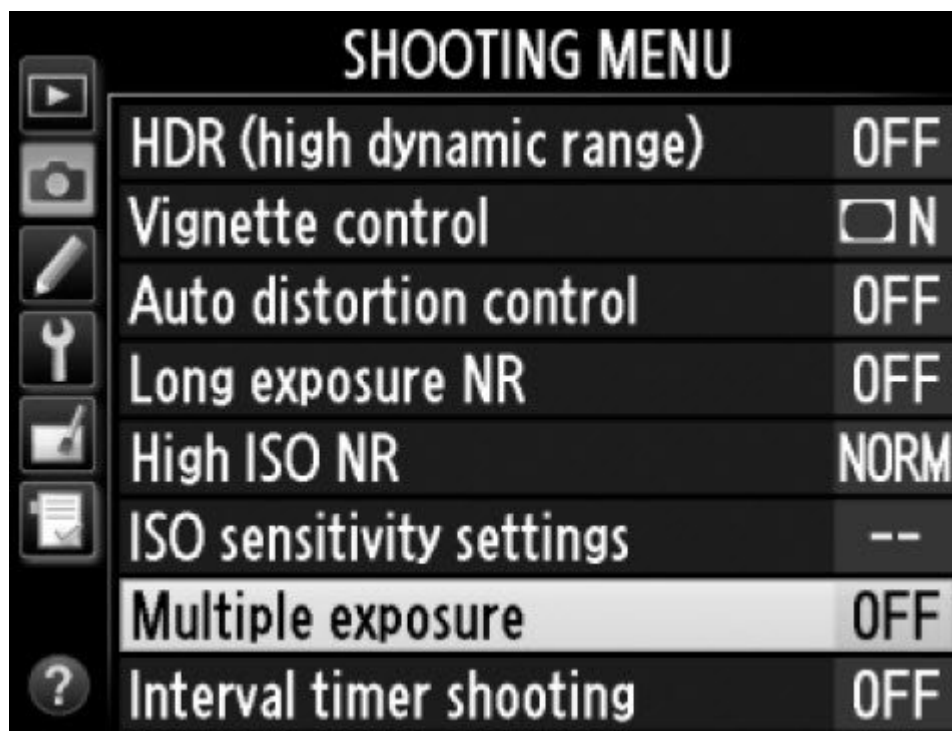 SHOOTING MENU
HDR (high dynamic range) OFF
Vignette control N
Auto distortion control OFF
Long exposure NR OFF
High ISO NR NORM
ISO sensitivity settings --
Multiple exposure OFF
? Interval timer shooting OFF